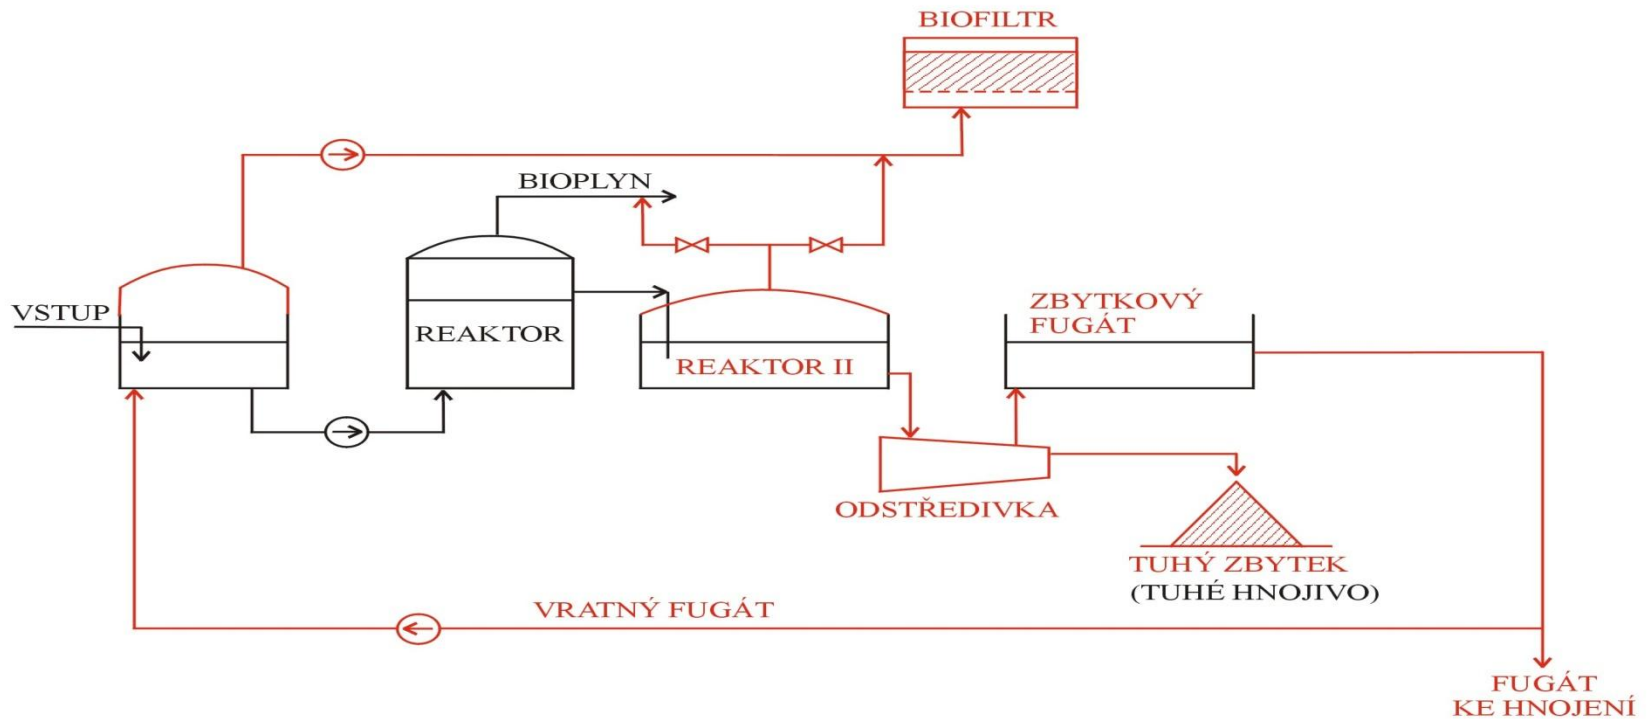 BIOFILTR
BIOPLYN
VSTUP
REAKTOR
REAKTOR II
ZBYTKOVÝ
FUGÁT
ODSTŘEDIVKA
TUHÝ ZBYTEK
(TUHÉ HNOJIVO)
VRATNÝ FUGÁT
FUGÁT
KE HNOJENÍ